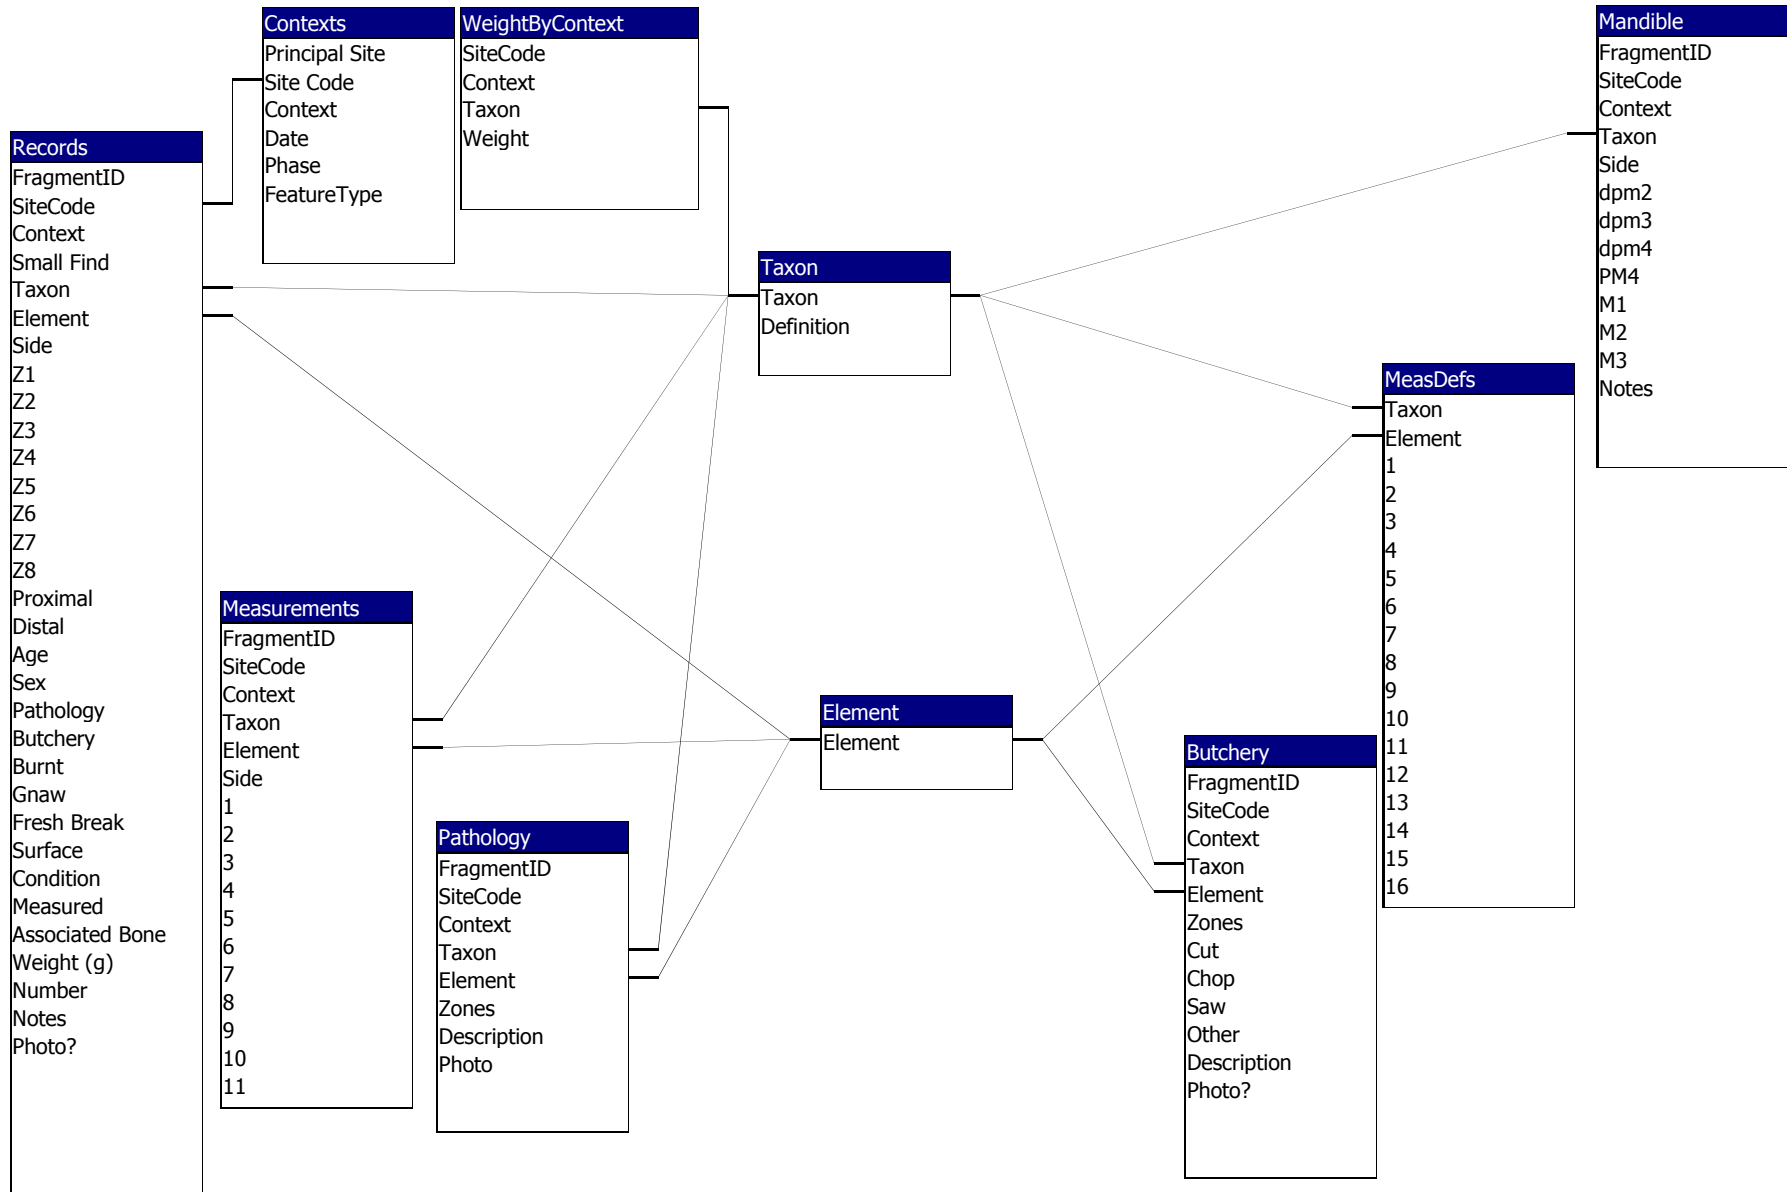 Records
FragmentID
SiteCode
Context
Small Find
Taxon
Element
Side
Z1
Z2
Z3
Z4
Z5
Z6
Z7
Z8
Proximal
Distal
Age
Sex
Pathology
Butchery
Burnt
Gnaw
Fresh Break
Surface
Condition
Measured
Associated Bone
Weight (g)
Number
Notes
Photo?
Contexts
Principal Site
Site Code
Context
Date
Phase
FeatureType
WeightByContext
SiteCode
Context
Taxon
Weight
Measurements
FragmentID
SiteCode
Context
Taxon
Element
Side
1
2
3
4
5
6
7
8
9
10
11
Pathology
FragmentID
SiteCode
Context
Taxon
Element
Zones
Description
Photo
Taxon
Taxon
Definition
Element
Element
Butchery
FragmentID
SiteCode
Context
Taxon
Element
Zones
Cut
Chop
Saw
Other
Description
Photo?
MeasDefs
Taxon
Element
1
2
3
4
5
6
7
8
9
10
11
12
13
14
15
16
Mandible
FragmentID
SiteCode
Context
Taxon
Side
dpm2
dpm3
dpm4
PM4
M1
M2
M3
Notes